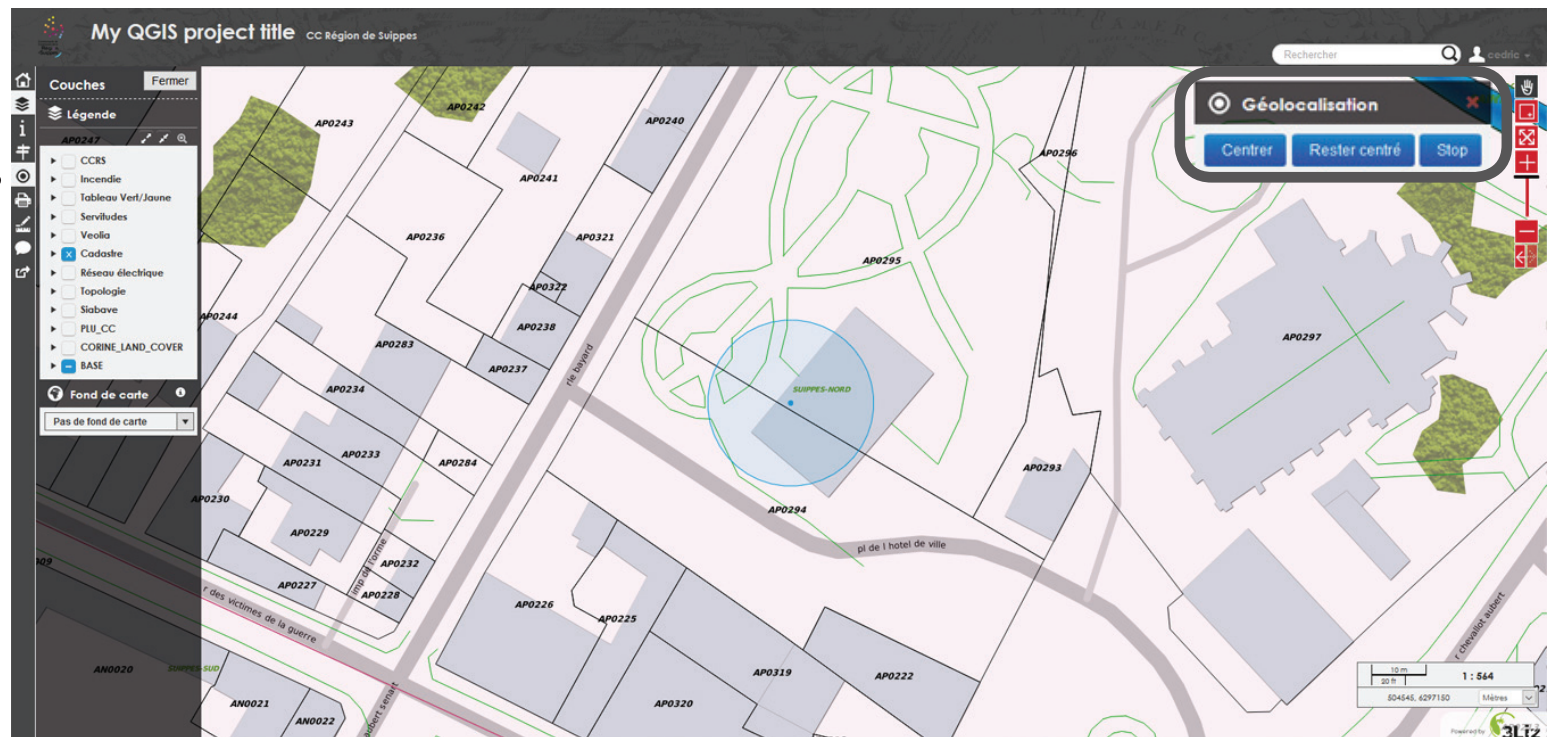 My QGIS project title CC Région de Suippes
Rechercher
cedric
Couches
Fermer
Légende
CCRS
Incendie
Tableau Vert/Jaune
Servitudes
Veolia
Cadastre
Réseau électrique
Topologie
Siabave
PLU_CC
CORINE_LAND_COVER
BASE
Fond de carte
Pas de fond de carte
Géolocalisation
Centrer
Rester centré
Stop
AP0247
AP0243
AP0242
AP0240
AP0241
AP0296
AP0236
AP0321
AP0295
AP0322
AP0244
AP0238
AP0283
AP0297
AP0237
rle bayard
AP0234
SUIPPES-NORD
AP0231
AP0233
AP0284
AP0293
AP0230
AP0294
AP0229
pl de l hotel de ville
imp de l'orme
AP0232
AP0227
AP0228
r des victimes de la guerre
AP0226
AP0225
r chevallot aubert
AN0020
SUIPPES-SUD
AP0319
AP0222
AN0021
AP0320
AN0022
aubert senart
10 m
20 ft
1 : 564
504545, 6297150
Mètres
Powered by 3Liz